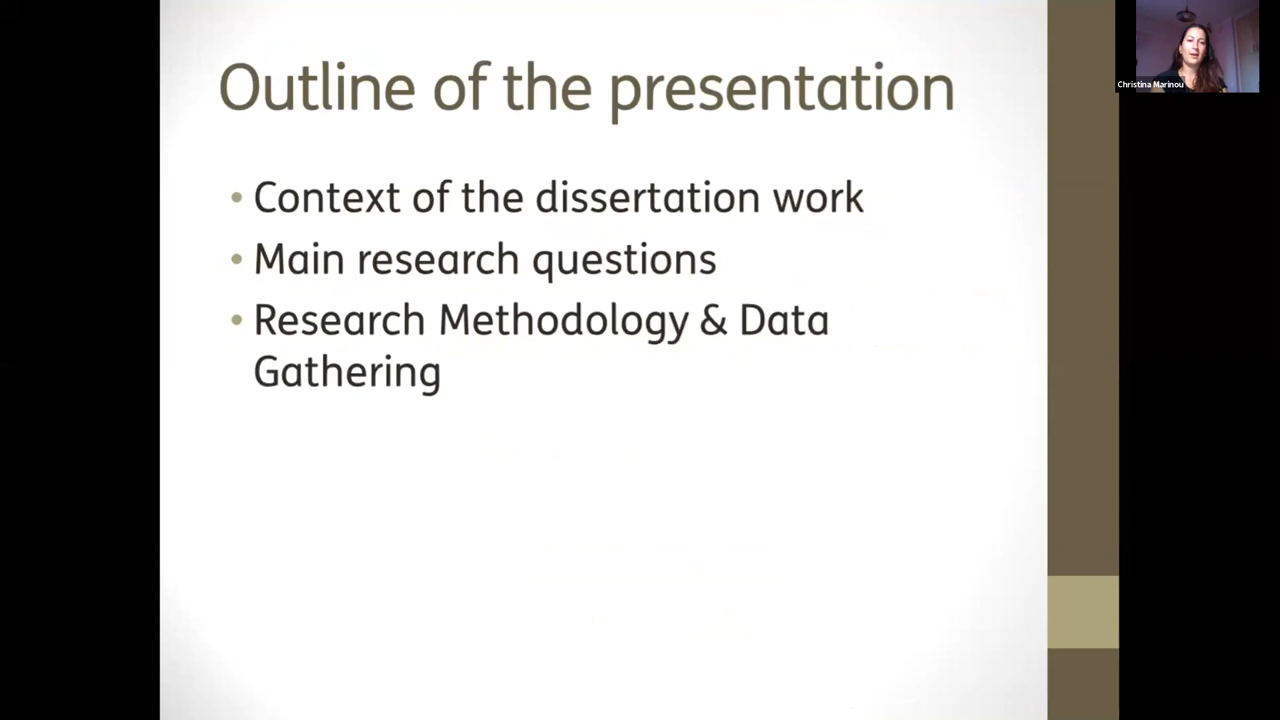 Outline of the presentation
Christina Marinou
• Context of the dissertation work
• Main research questions
• Research Methodology & Data
Gathering